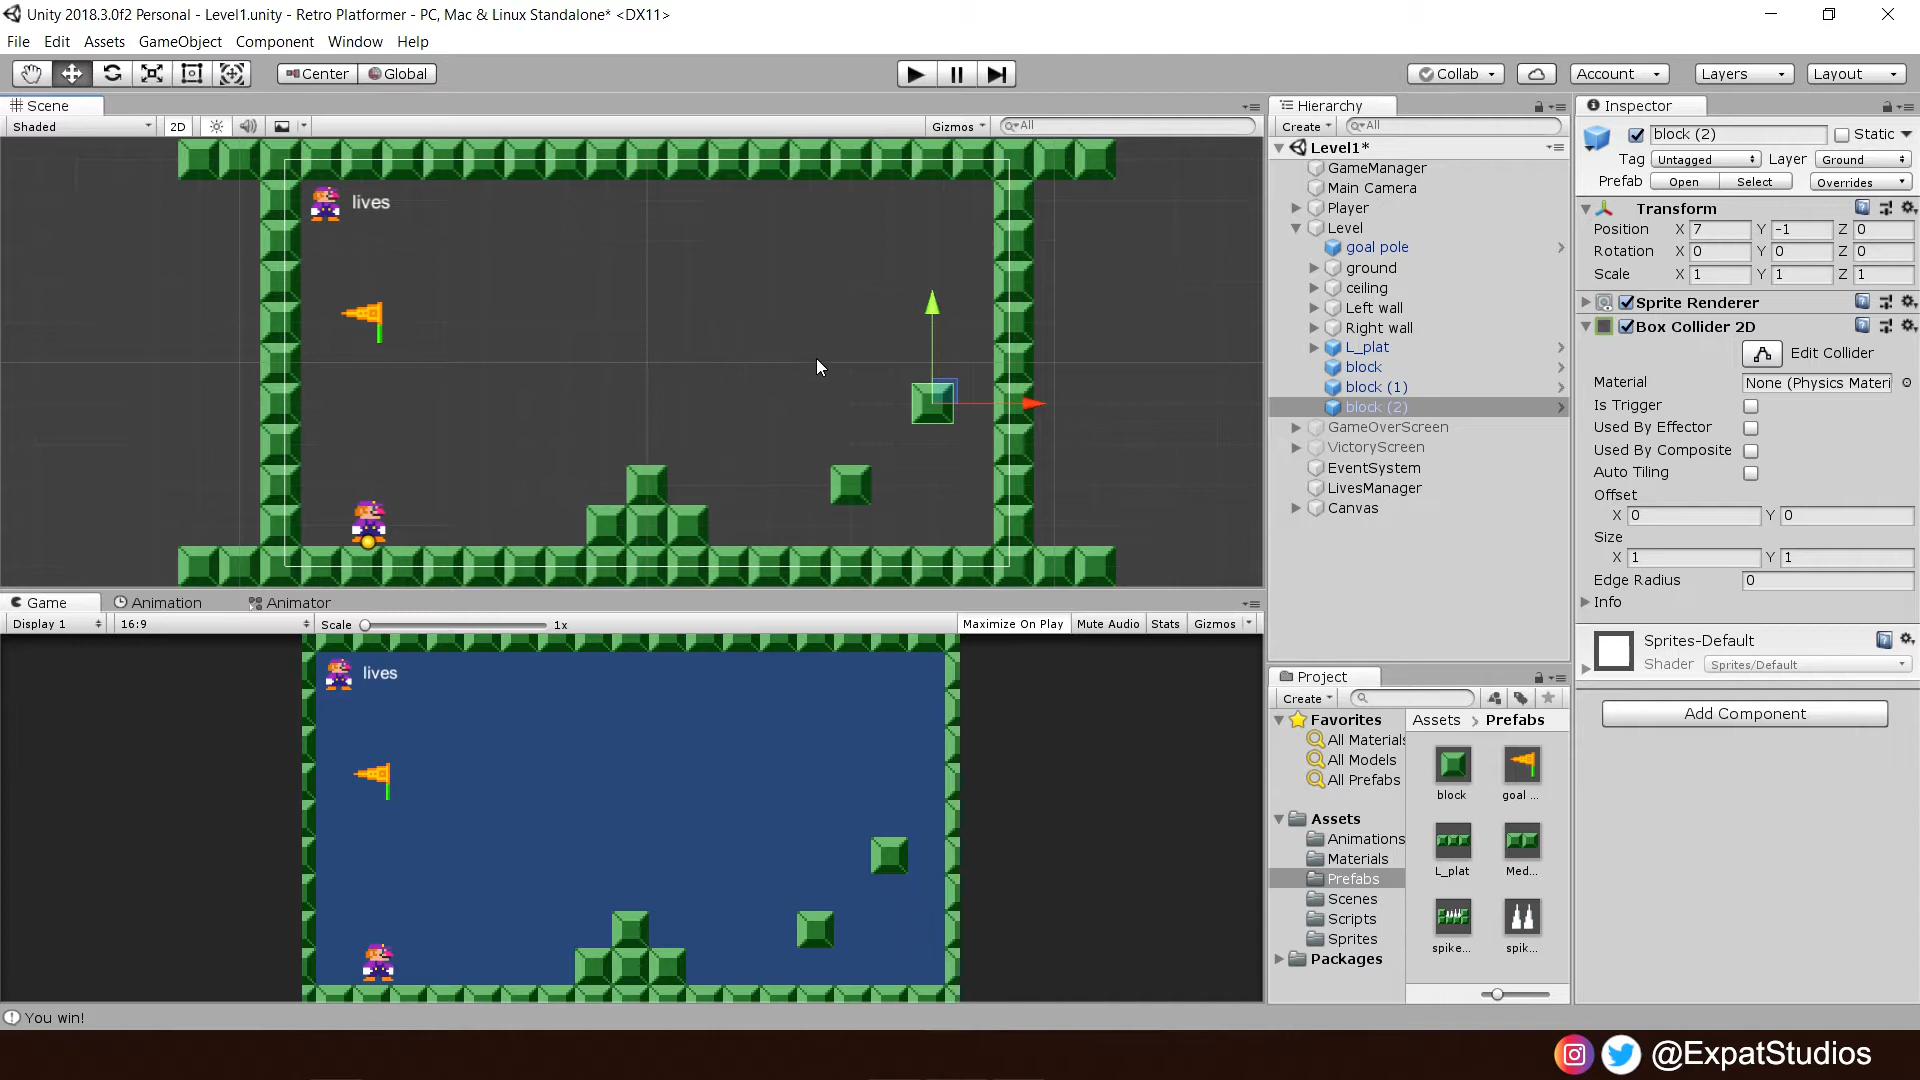 Unity 2018.3.0f2 Personal - Level1.unity - Retro Platformer - PC, Mac & Linux Standalone* <DX11>
File Edit Assets GameObject Component Window Help
Center Global Collab Account Layers Layout
Scene
Shaded 2D Gizmos All
lives
Game Animation Animator
Display 1 16:9 Scale 1x Maximize On Play Mute Audio Stats Gizmos
lives
Hierarchy
Create All
Level1*
GameManager
Main Camera
Player
Level
goal pole
ground
ceiling
Left wall
Right wall
L_plat
block
block (1)
block (2)
GameOverScreen
VictoryScreen
EventSystem
LivesManager
Canvas
Project
Create
Favorites
All Materials
All Models
All Prefabs
Assets
Animations
Materials
Prefabs
Scenes
Scripts
Sprites
Packages
Assets > Prefabs
block goal ...
L_plat Med...
spike... spik...
Inspector
block (2) Static
Tag Untagged Layer Ground
Prefab Open Select Overrides
Transform
Position X 7 Y -1 Z 0
Rotation X 0 Y 0 Z 0
Scale X 1 Y 1 Z 1
Sprite Renderer
Box Collider 2D
Edit Collider
Material None (Physics Materi
Is Trigger
Used By Effector
Used By Composite
Auto Tiling
Offset
X 0 Y 0
Size
X 1 Y 1
Edge Radius 0
Info
Sprites-Default
Shader Sprites/Default
Add Component
You win!
@ExpatStudios